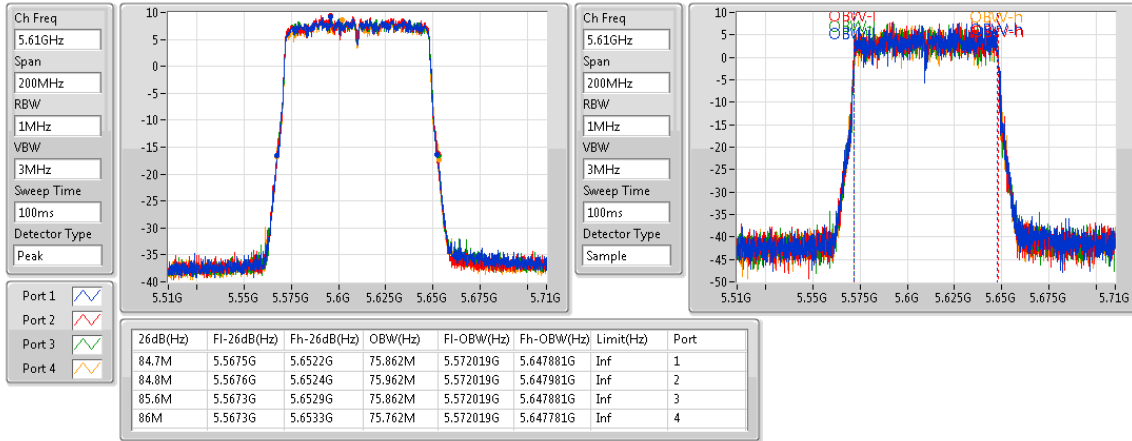 Ch Freq
5.61GHz
Span
200MHz
RBW
1MHz
VBW
3MHz
Sweep Time
100ms
Detector Type
Peak
10
5
0
-5
-10
-15
-20
-25
-30
-35
-40
5.51G 5.55G 5.575G 5.6G 5.625G 5.65G 5.675G 5.71G
Ch Freq
5.61GHz
Span
200MHz
RBW
1MHz
VBW
3MHz
Sweep Time
100ms
Detector Type
Sample
10
5
0
-5
-10
-15
-20
-25
-30
-35
-40
-45
-50
OBW-h
OBW-h
5.51G 5.55G 5.575G 5.6G 5.625G 5.65G 5.675G 5.71G
Port 1
Port 2
Port 3
Port 4
26dB(Hz) Fl-26dB(Hz) Fh-26dB(Hz) OBW(Hz) Fl-OBW(Hz) Fh-OBW(Hz) Limit(Hz) Port
84.7M 5.5675G 5.6522G 75.862M 5.572019G 5.647881G Inf 1
84.8M 5.5676G 5.6524G 75.962M 5.572019G 5.647981G Inf 2
85.6M 5.5673G 5.6529G 75.862M 5.572019G 5.647881G Inf 3
86M 5.5673G 5.6533G 75.762M 5.572019G 5.647781G Inf 4